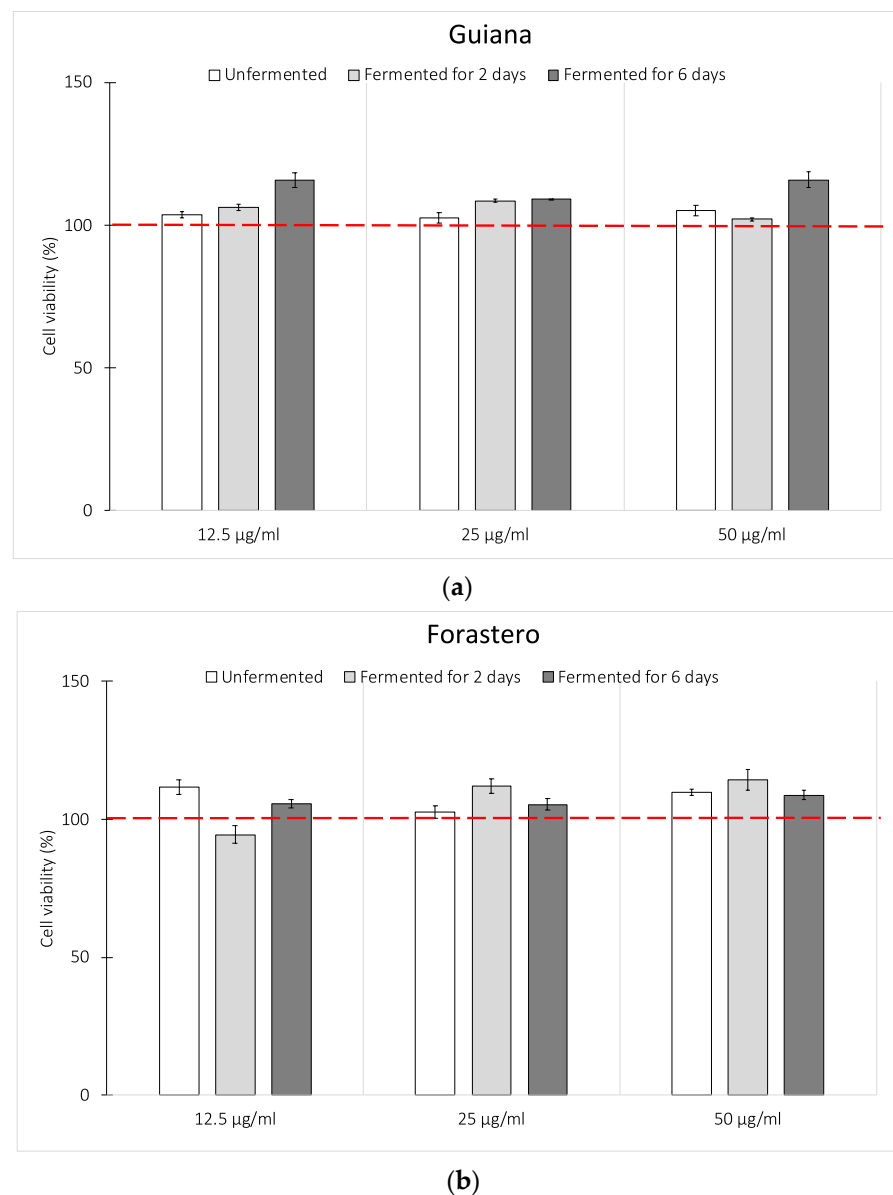 Guiana
Unfermented Fermented for 2 days Fermented for 6 days
150
100
50
0
Cell viability (%)
12.5 µg/ml 25 µg/ml 50 µg/ml
(a)
Forastero
Unfermented Fermented for 2 days Fermented for 6 days
150
100
50
0
Cell viability (%)
12.5 µg/ml 25 µg/ml 50 µg/ml
(b)